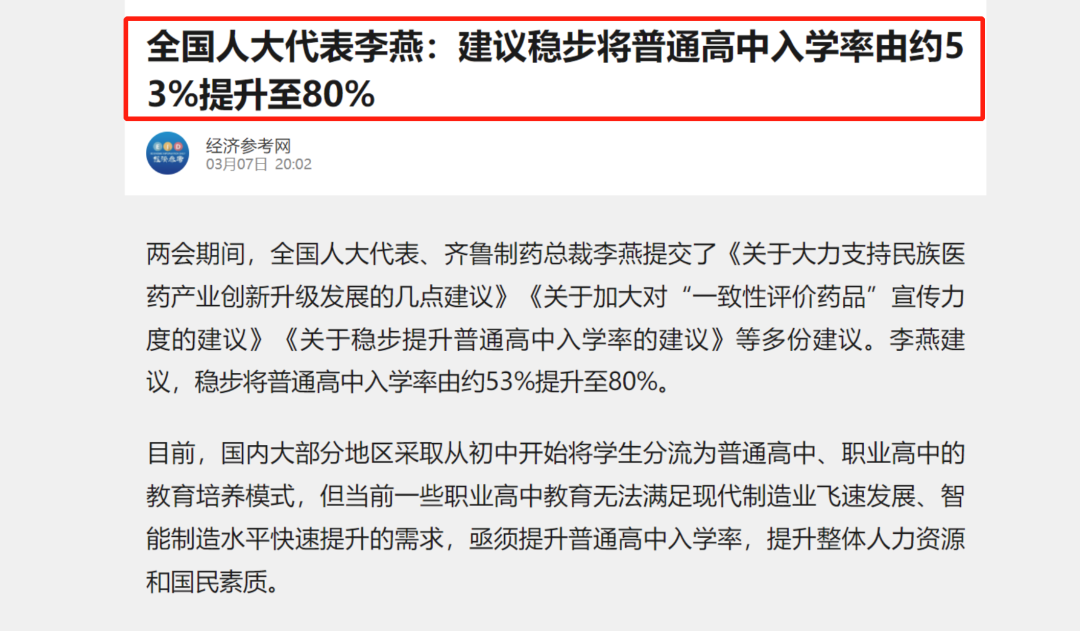 全国人大代表李燕：建议稳步将普通高中入学率由约5
3%提升至80%
经济参考网
03月07日 20:02
两会期间，全国人大代表、齐鲁制药总裁李燕提交了《关于大力支持民族医
药产业创新升级发展的几点建议》《关于加大对“一致性评价药品”宣传力
度的建议》《关于稳步提升普通高中入学率的建议》等多份建议。李燕建
议，稳步将普通高中入学率由约53%提升至80%。
目前，国内大部分地区采取从初中开始将学生分流为普通高中、职业高中的
教育培养模式，但当前一些职业高中教育无法满足现代制造业飞速发展、智
能制造水平快速提升的需求，亟须提升普通高中入学率，提升整体人力资源
和国民素质。